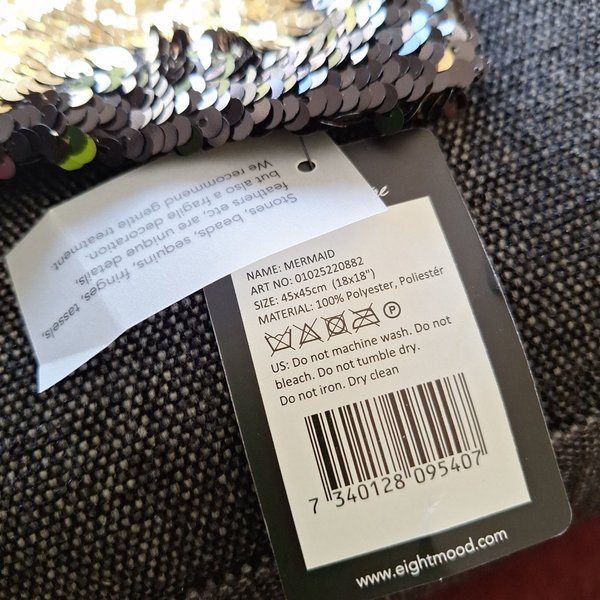 Stones, beads, sequins, fringes, tassels,
feathers etc, are unique details.
but also a fragile decoration.
We recommend gentle treatment.
NAME: MERMAID
ART NO: 01025220882
SIZE: 45x45cm (18x18")
MATERIAL: 100% Polyester, Poliestér
P
US: Do not machine wash. Do not
bleach. Do not tumble dry.
Do not iron. Dry clean
7 340128 095407
www.eightmood.com